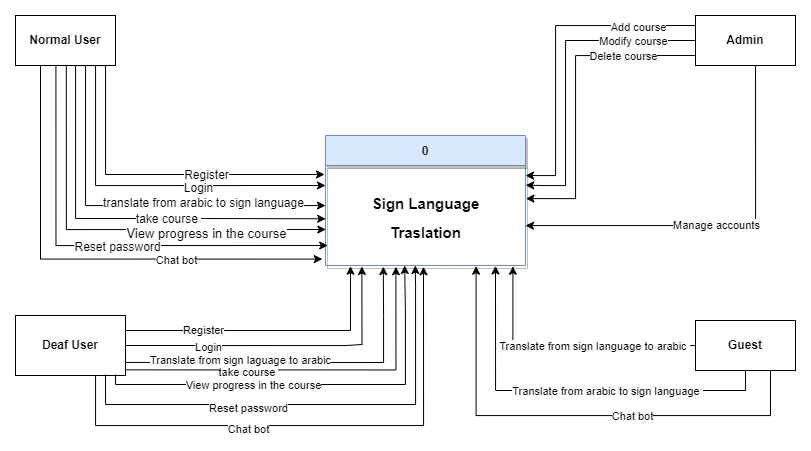 Normal User
Add course
Modify course
Delete course
Admin
0
Sign Language
Traslation
Register
Login
translate from arabic to sign language
take course
View progress in the course
Reset password
Chat bot
Manage accounts
Deaf User
Register
Login
Translate from sign laguage to arabic
take course
View progress in the course
Reset password
Chat bot
Guest
Translate from sign language to arabic
Translate from arabic to sign language
Chat bot